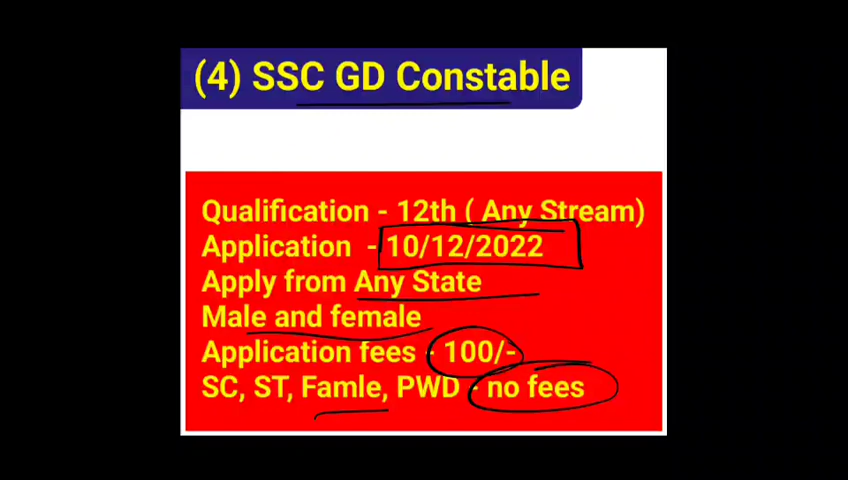 (4) SSC GD Constable
Qualification - 12th ( Any Stream)
Application - 10/12/2022
Apply from Any State
Male and female
Application fees - 100/-
SC, ST, Famle, PWD - no fees